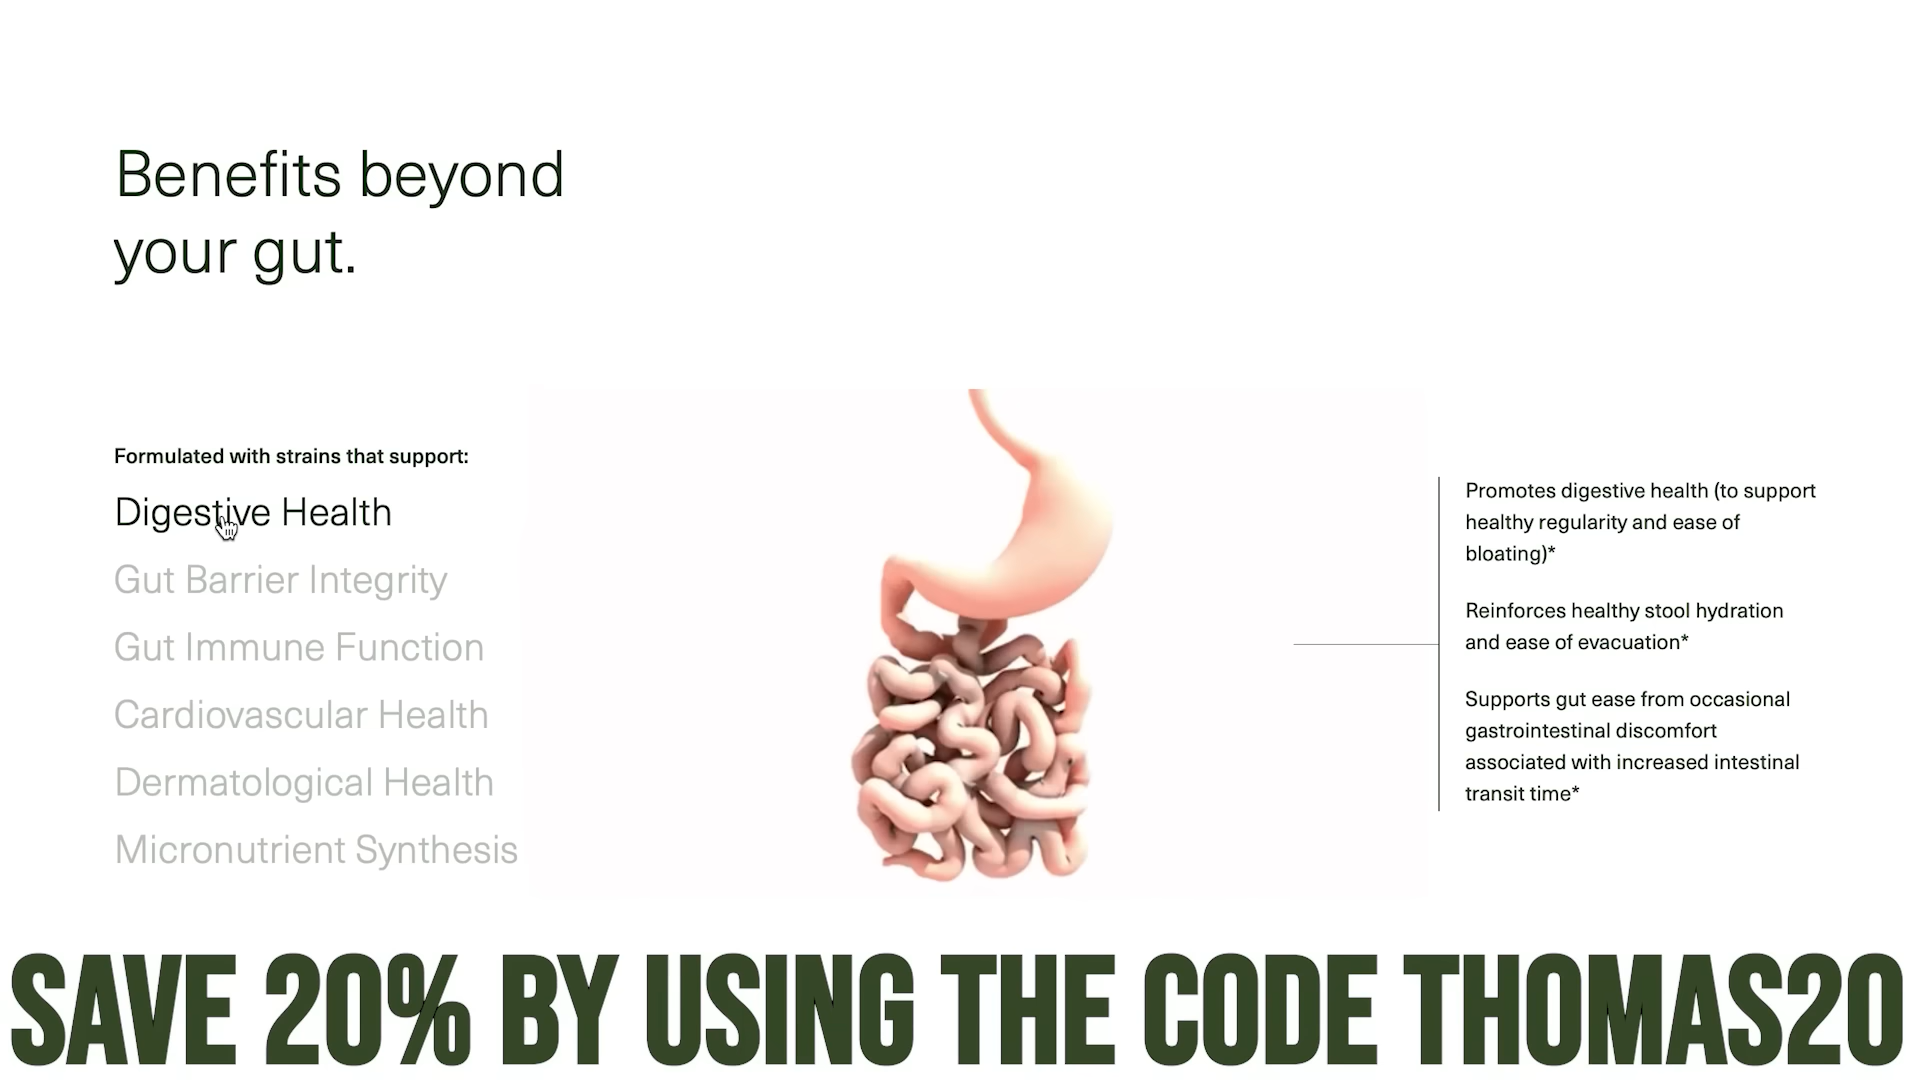 Benefits beyond
your gut.
Formulated with strains that support:
Digestive Health
Gut Barrier Integrity
Gut Immune Function
Cardiovascular Health
Dermatological Health
Micronutrient Synthesis
Promotes digestive health (to support
healthy regularity and ease of
bloating)*
Reinforces healthy stool hydration
and ease of evacuation*
Supports gut ease from occasional
gastrointestinal discomfort
associated with increased intestinal
transit time*
SAVE 20% BY USING THE CODE THOMAS20